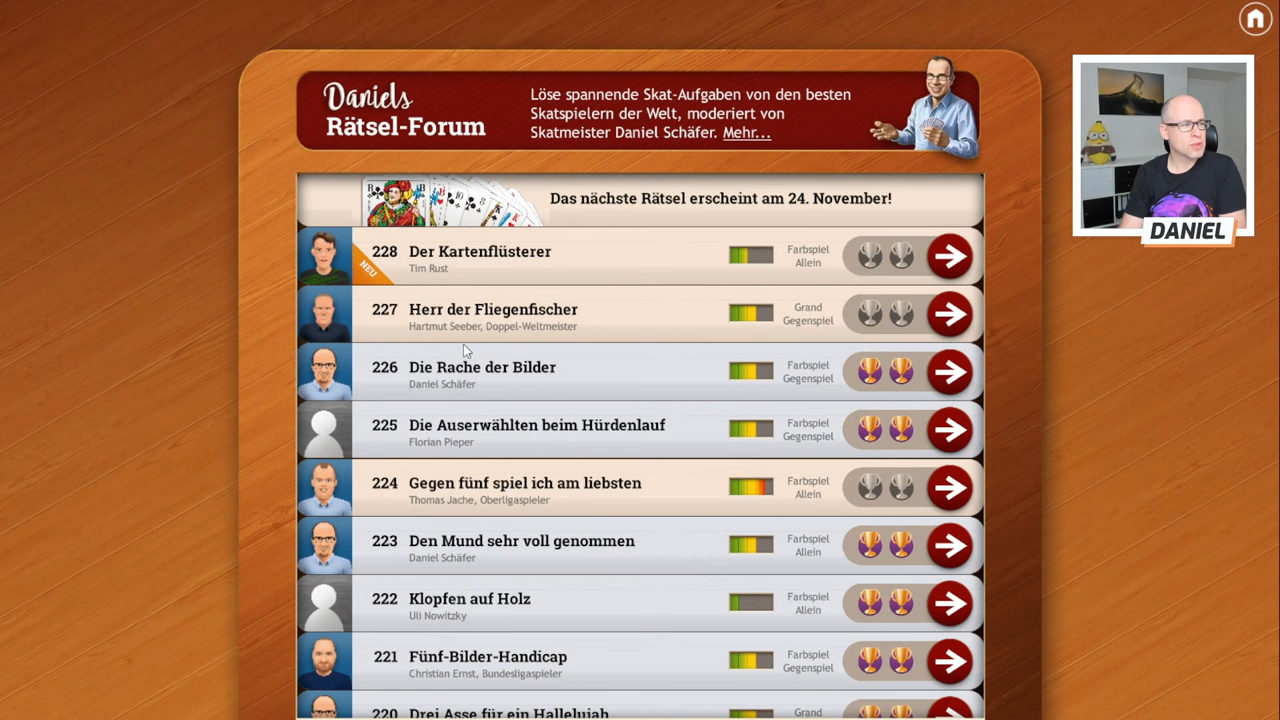 Daniels
Rätsel-Forum
Löse spannende Skat-Aufgaben von den besten
Skatspielern der Welt, moderiert von
Skatmeister Daniel Schäfer. Mehr...
DANIEL
Das nächste Rätsel erscheint am 24. November!
NEU
228 Der Kartenflüsterer
Tim Rust
Farbspiel
Allein
227 Herr der Fliegenfischer
Hartmut Seeber, Doppel-Weltmeister
Grand
Gegenspiel
226 Die Rache der Bilder
Daniel Schäfer
Farbspiel
Gegenspiel
225 Die Auserwählten beim Hürdenlauf
Florian Pieper
Farbspiel
Gegenspiel
224 Gegen fünf spiel ich am liebsten
Thomas Jache, Oberligaspieler
Farbspiel
Allein
223 Den Mund sehr voll genommen
Daniel Schäfer
Farbspiel
Allein
222 Klopfen auf Holz
Uli Nowitzky
Farbspiel
Allein
221 Fünf-Bilder-Handicap
Christian Ernst, Bundesligaspieler
Farbspiel
Gegenspiel
220 Drei Asse für ein Hallelujah
Grand